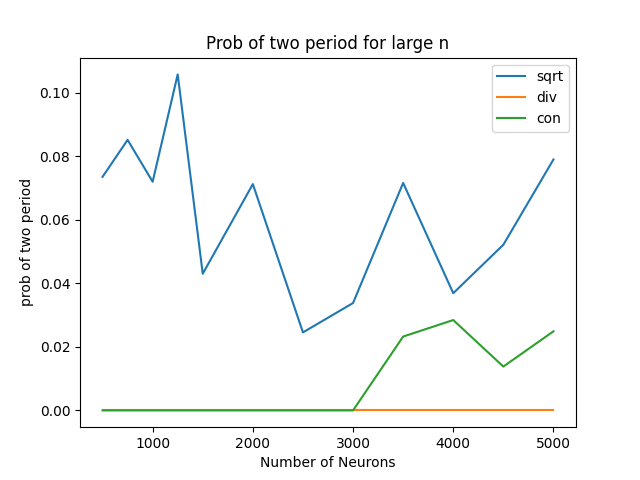 Prob of two period for large n
sqrt
div
con
prob of two period
0.10
0.08
0.06
0.04
0.02
0.00
1000 2000 3000 4000 5000
Number of Neurons